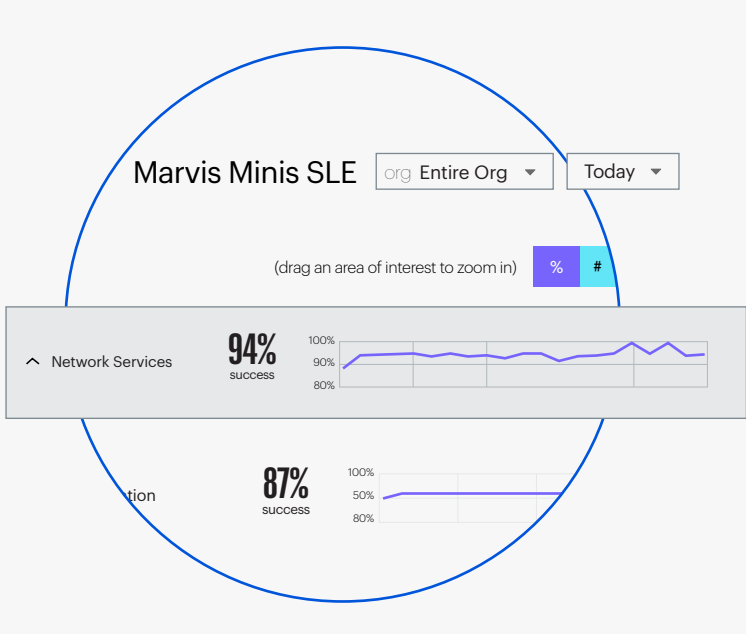 Marvis Minis SLE org Entire Org Today
(drag an area of interest to zoom in) % #
Network Services 94% success 100% 90% 80%
tion 87% success 100% 50% 80%